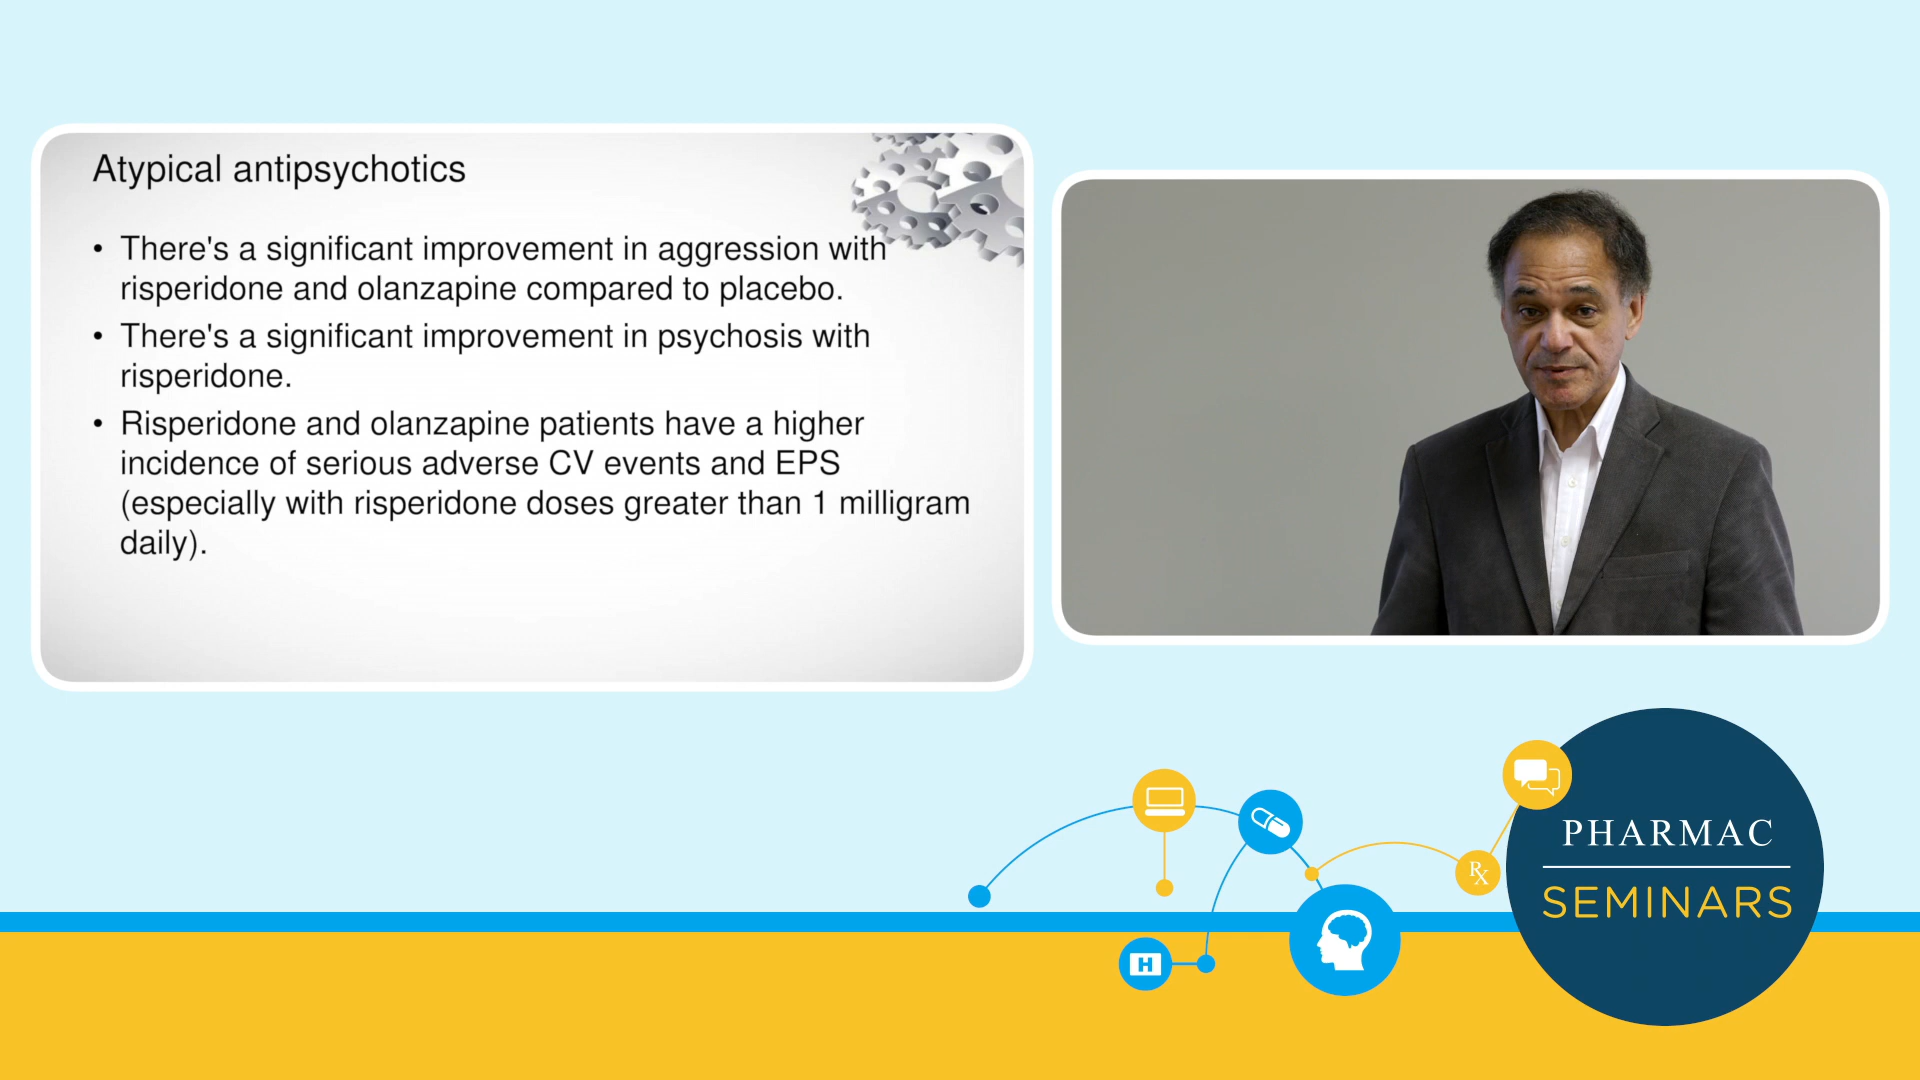 Atypical antipsychotics
• There's a significant improvement in aggression with
risperidone and olanzapine compared to placebo.
• There's a significant improvement in psychosis with
risperidone.
• Risperidone and olanzapine patients have a higher
incidence of serious adverse CV events and EPS
(especially with risperidone doses greater than 1 milligram
daily).
PHARMAC
SEMINARS
Rx
H